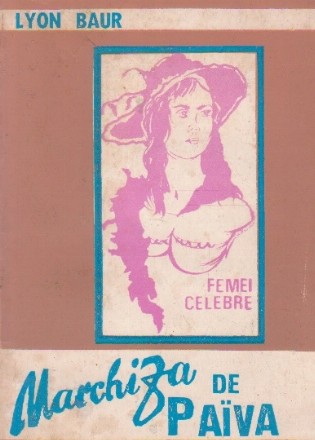 LYON BAUR
FEMEI
CELEBRE
Marchiza DE
PAÏVA